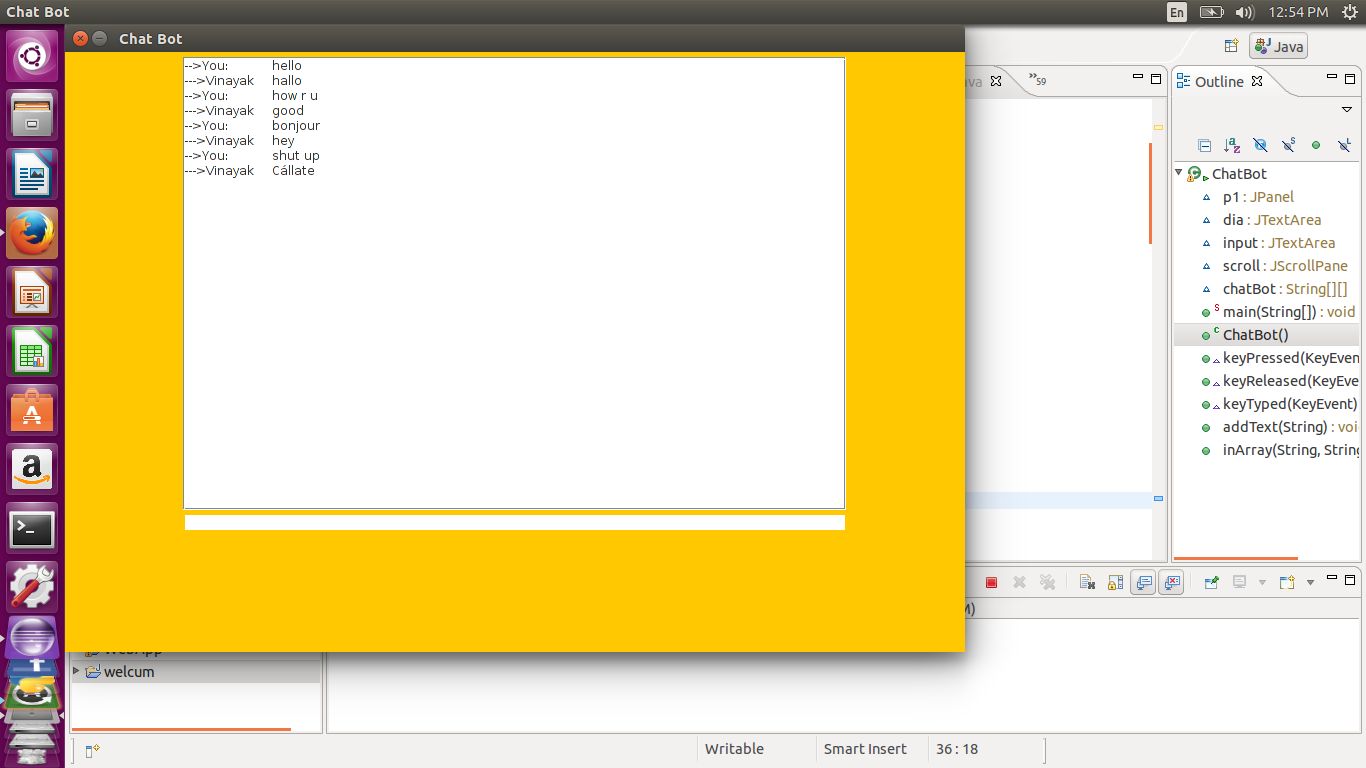 Chat Bot
En
12:54 PM
Chat Bot
-->You: hello
--->Vinayak hallo
-->You: how r u
--->Vinayak good
-->You: bonjour
--->Vinayak hey
-->You: shut up
--->Vinayak Cállate
Java
59
Outline
ChatBot
p1 : JPanel
dia : JTextArea
input : JTextArea
scroll : JScrollPane
chatBot : String[][]
main(String[]) : void
ChatBot()
keyPressed(KeyEven
keyReleased(KeyEve
keyTyped(KeyEvent)
addText(String) : voi
inArray(String, String
M)
WebApp
welcum
Writable
Smart Insert
36 : 18